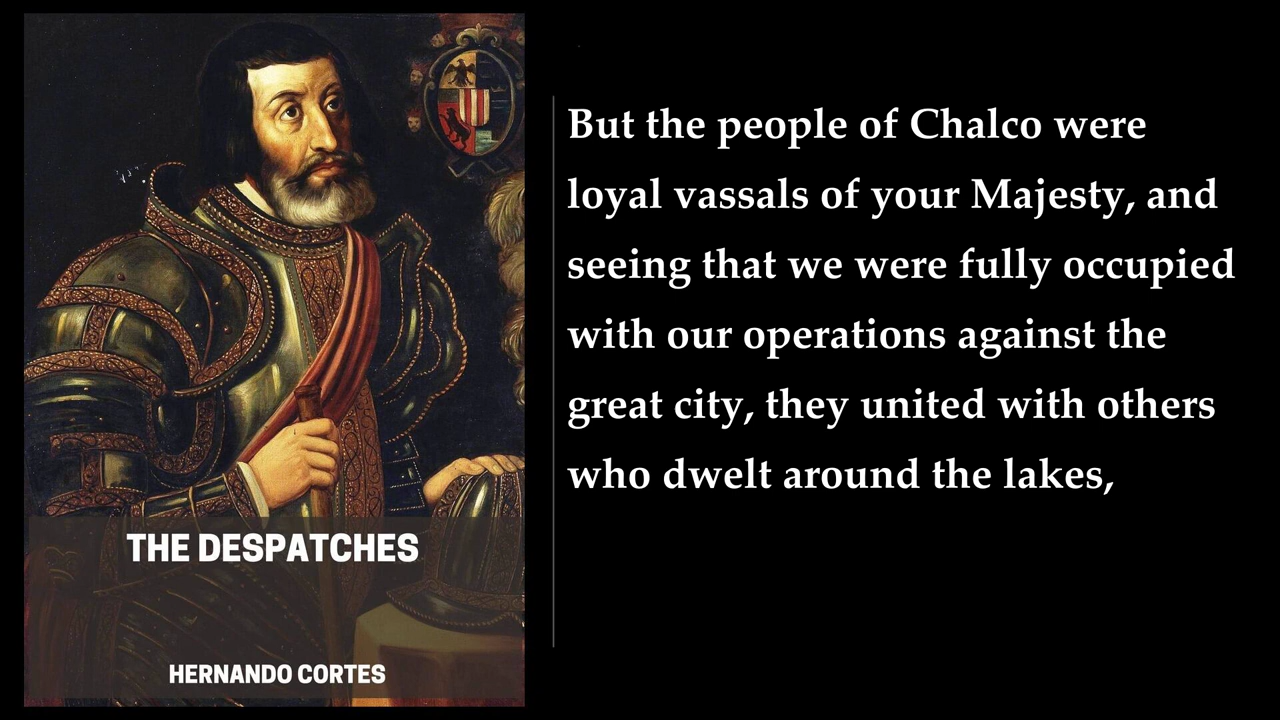 But the people of Chalco were
loyal vassals of your Majesty, and
seeing that we were fully occupied
with our operations against the
great city, they united with others
who dwelt around the lakes,
THE DESPATCHES
HERNANDO CORTES